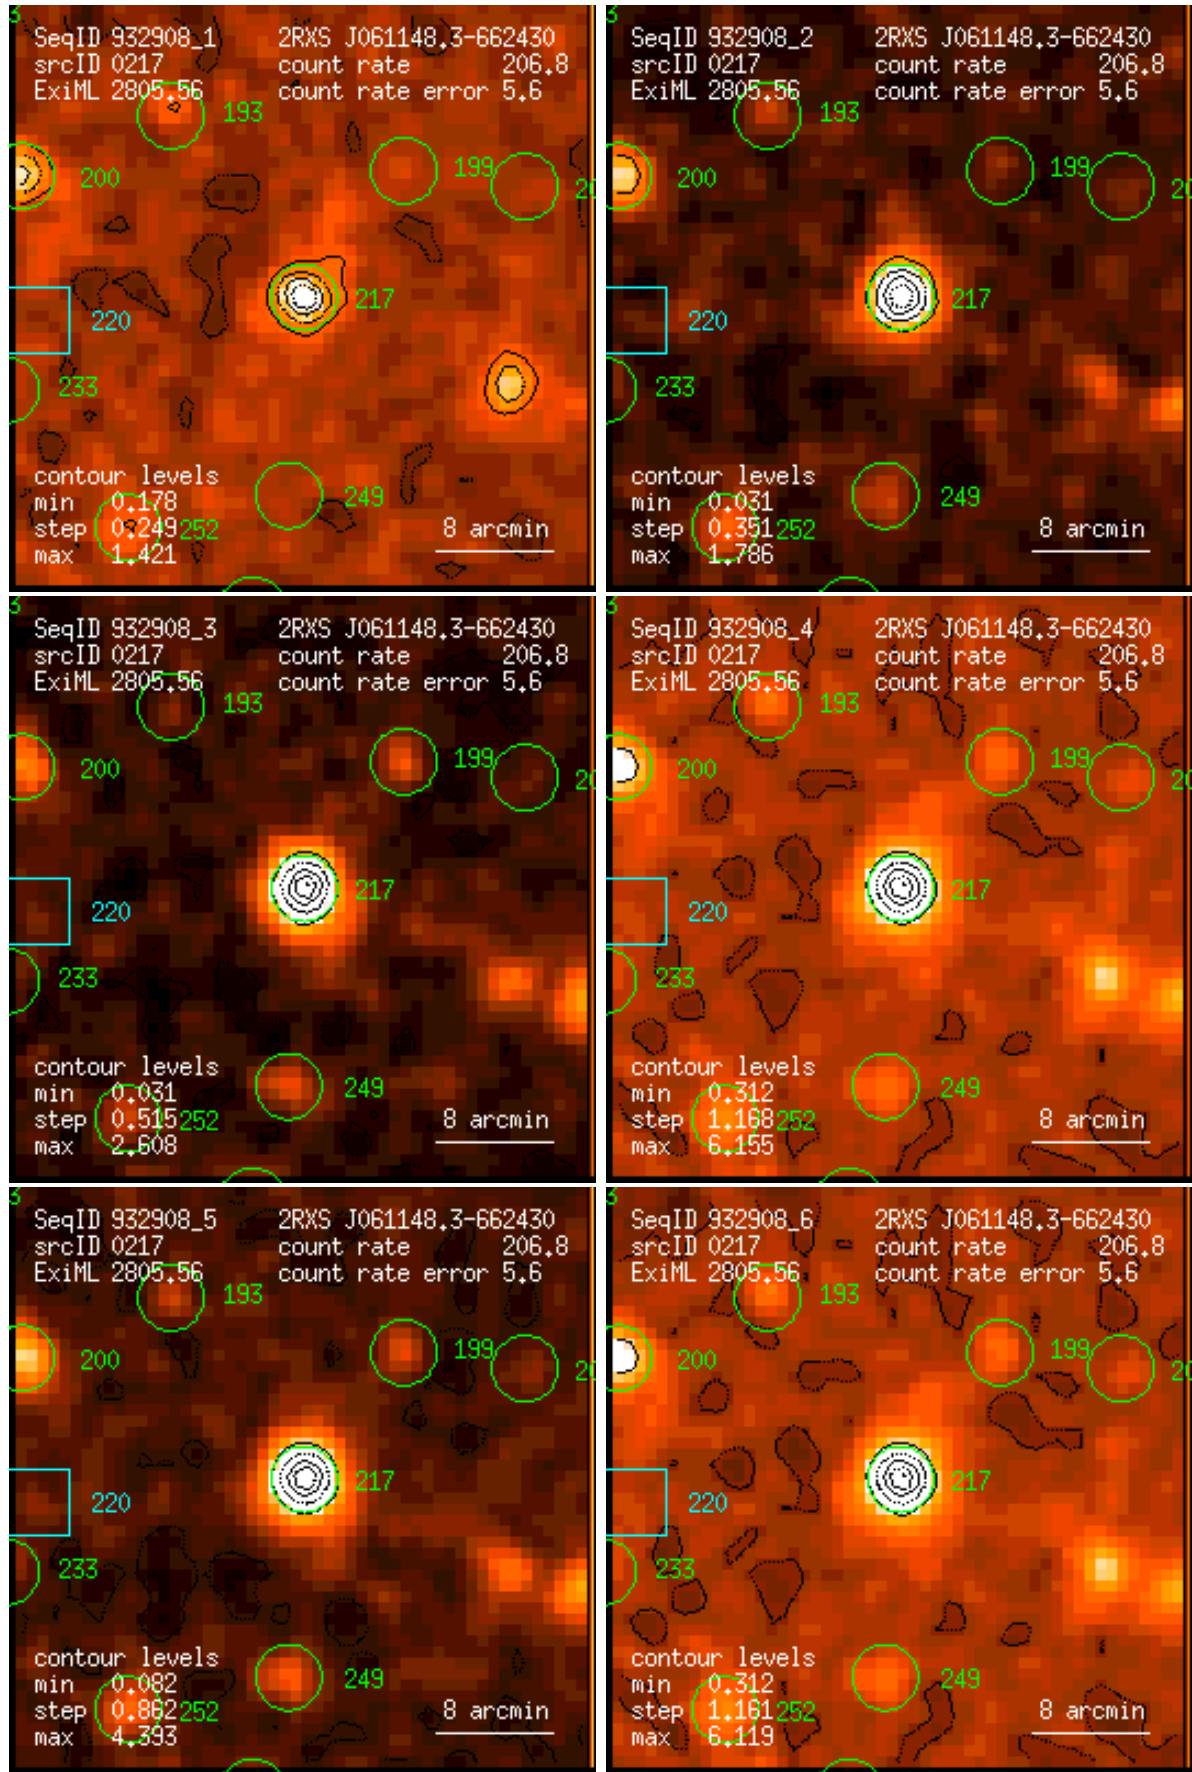 3
SeqID 932908_1 2RXS J061148.3-662430
srcID 0217 count rate 206.8
ExiML 2805.56 count rate error 5.6
193
199
200
20
217
220
233
contour levels
min 0.178
249
step 0.249 252 8 arcmin
max 1.421
3
SeqID 932908_2 2RXS J061148.3-662430
srcID 0217 count rate 206.8
ExiML 2805.56 count rate error 5.6
193
199
200
20
217
220
233
contour levels
min 0.031
249
step 0.351 252 8 arcmin
max 1.786
SeqID 932908_3 2RXS J061148.3-662430
srcID 0217 count rate 206.8
ExiML 2805.56 count rate error 5.6
193
199
200
20
217
220
233
contour levels
min 0.031
249
step 0.515 252 8 arcmin
max 2.608
SeqID 932908_4 2RXS J061148.3-662430
srcID 0217 count rate 206.8
ExiML 2805.56 count rate error 5.6
193
199
200
20
217
220
233
contour levels
min 0.312
249
step 1.168 252 8 arcmin
max 6.155
3
SeqID 932908_5 2RXS J061148.3-662430
srcID 0217 count rate 206.8
ExiML 2805.56 count rate error 5.6
193
199
200
20
217
220
233
contour levels
min 0.082
249
step 0.862 252 8 arcmin
max 4.393
3
SeqID 932908_6 2RXS J061148.3-662430
srcID 0217 count rate 206.8
ExiML 2805.56 count rate error 5.6
193
199
200
20
217
220
233
contour levels
min 0.312
249
step 1.161 252 8 arcmin
max 6.119